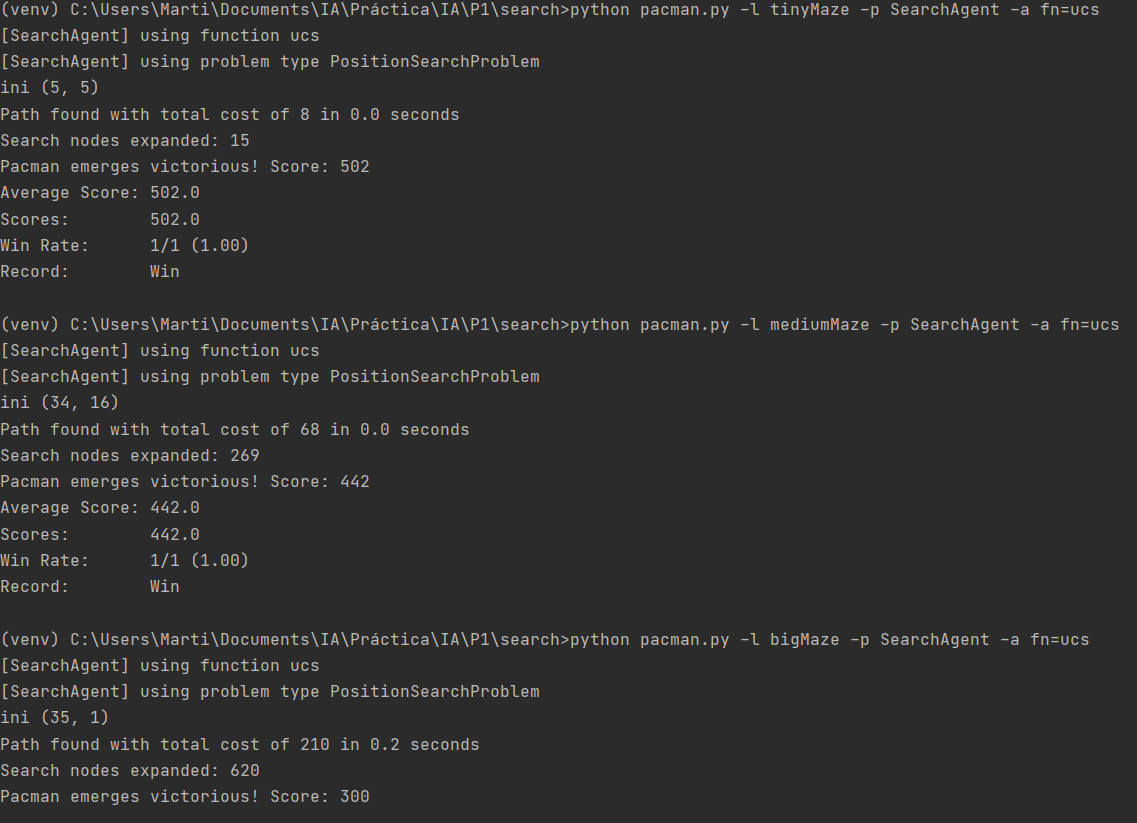 (venv) C:\Users\Marti\Documents\IA\Práctica\IA\P1\search>python pacman.py -l tinyMaze -p SearchAgent -a fn=ucs
[SearchAgent] using function ucs
[SearchAgent] using problem type PositionSearchProblem
ini (5, 5)
Path found with total cost of 8 in 0.0 seconds
Search nodes expanded: 15
Pacman emerges victorious! Score: 502
Average Score: 502.0
Scores:        502.0
Win Rate:      1/1 (1.00)
Record:        Win
(venv) C:\Users\Marti\Documents\IA\Práctica\IA\P1\search>python pacman.py -l mediumMaze -p SearchAgent -a fn=ucs
[SearchAgent] using function ucs
[SearchAgent] using problem type PositionSearchProblem
ini (34, 16)
Path found with total cost of 68 in 0.0 seconds
Search nodes expanded: 269
Pacman emerges victorious! Score: 442
Average Score: 442.0
Scores:        442.0
Win Rate:      1/1 (1.00)
Record:        Win
(venv) C:\Users\Marti\Documents\IA\Práctica\IA\P1\search>python pacman.py -l bigMaze -p SearchAgent -a fn=ucs
[SearchAgent] using function ucs
[SearchAgent] using problem type PositionSearchProblem
ini (35, 1)
Path found with total cost of 210 in 0.2 seconds
Search nodes expanded: 620
Pacman emerges victorious! Score: 300